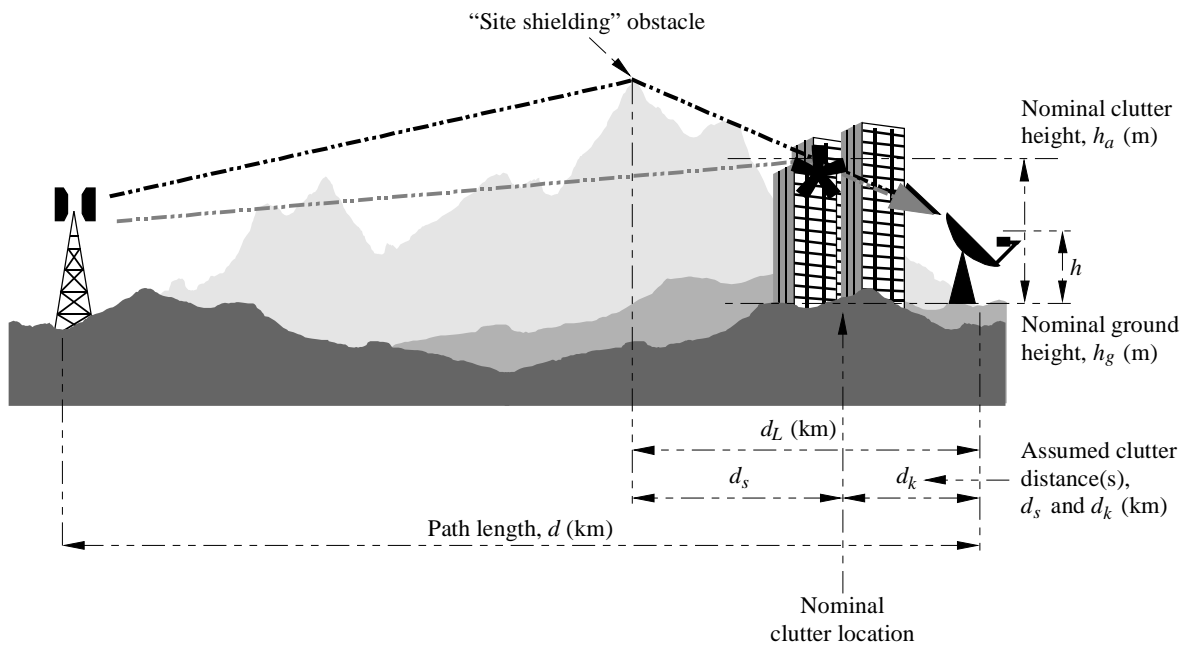 “Site shielding” obstacle
Nominal clutter
height, hₐ (m)
h
Nominal ground
height, h_g (m)
d_L (km)
Assumed clutter
distance(s),
d_s and d_k (km)
d_s
d_k
Path length, d (km)
Nominal
clutter location